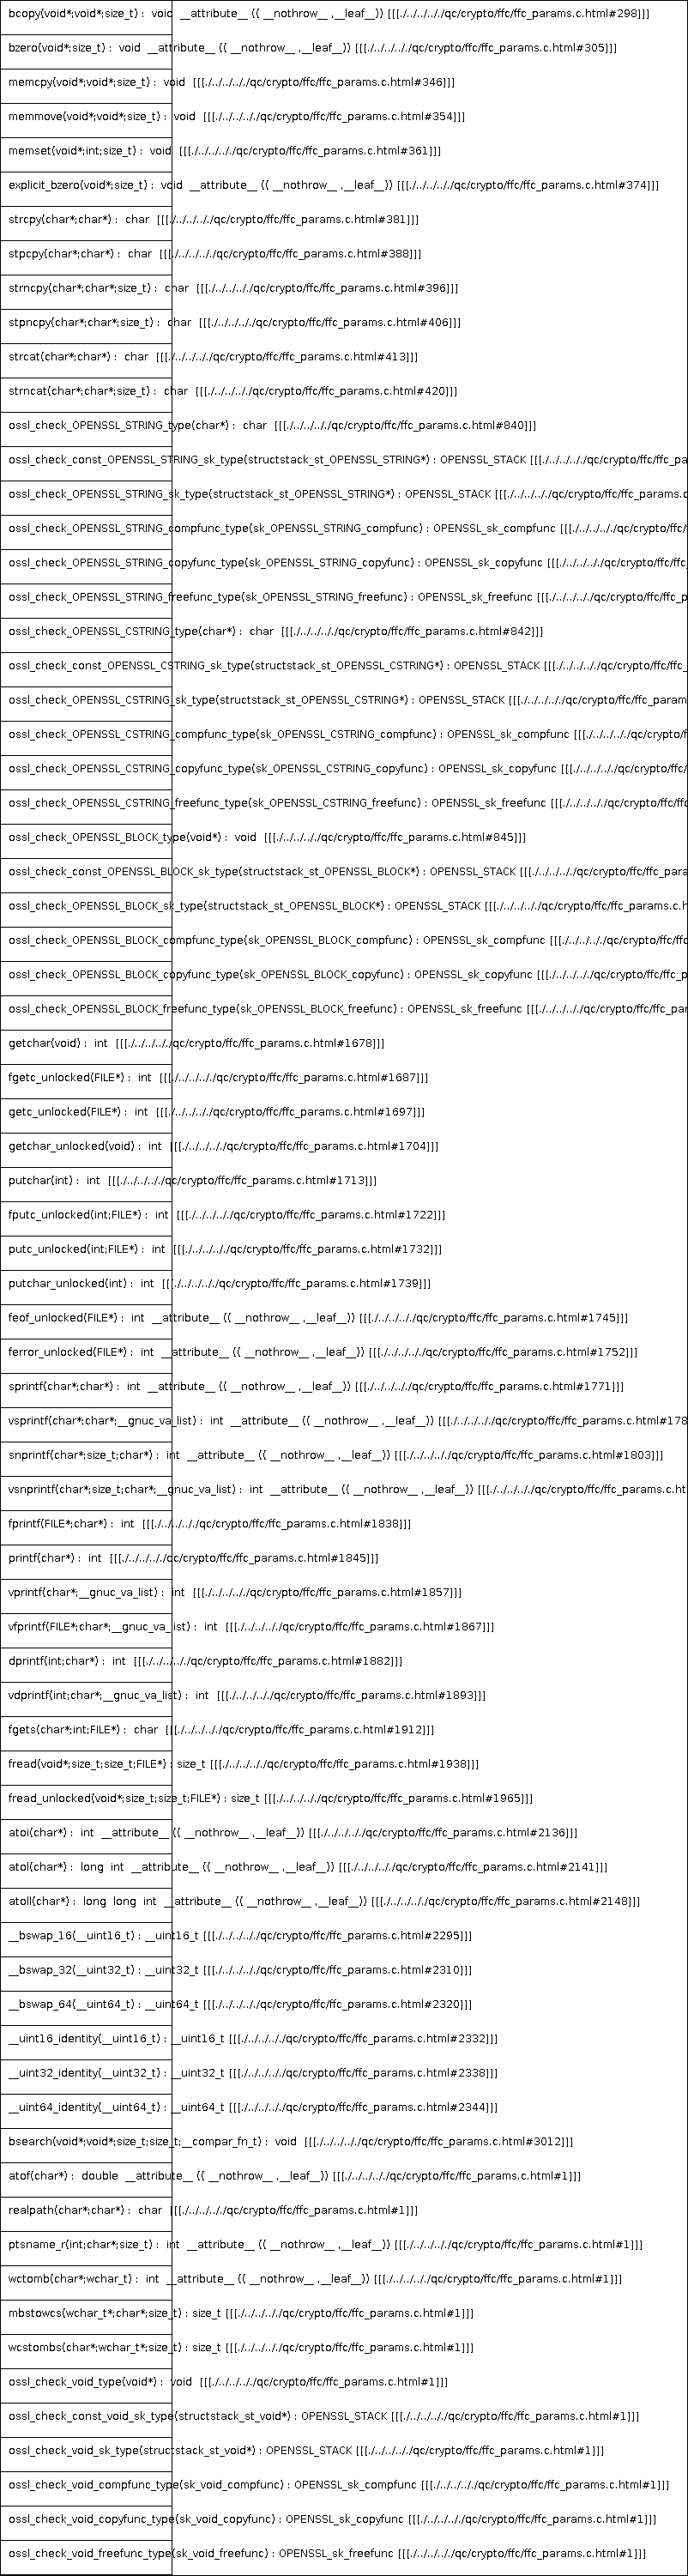 bcopy(void*;void*;size_t) :  void  __attribute__ (( __nothrow__ ,__leaf__)) [[[./../../../../qc/crypto/ffc/ffc_params.c.html#298]]]
bzero(void*;size_t) :  void  __attribute__ (( __nothrow__ ,__leaf__)) [[[./../../../../qc/crypto/ffc/ffc_params.c.html#305]]]
memcpy(void*;void*;size_t) :  void  [[[./../../../../qc/crypto/ffc/ffc_params.c.html#346]]]
memmove(void*;void*;size_t) :  void  [[[./../../../../qc/crypto/ffc/ffc_params.c.html#354]]]
memset(void*;int;size_t) :  void  [[[./../../../../qc/crypto/ffc/ffc_params.c.html#361]]]
explicit_bzero(void*;size_t) :  void  __attribute__ (( __nothrow__ ,__leaf__)) [[[./../../../../qc/crypto/ffc/ffc_params.c.html#374]]]
strcpy(char*;char*) :  char  [[[./../../../../qc/crypto/ffc/ffc_params.c.html#381]]]
stpcpy(char*;char*) :  char  [[[./../../../../qc/crypto/ffc/ffc_params.c.html#388]]]
strncpy(char*;char*;size_t) :  char  [[[./../../../../qc/crypto/ffc/ffc_params.c.html#396]]]
stpncpy(char*;char*;size_t) :  char  [[[./../../../../qc/crypto/ffc/ffc_params.c.html#406]]]
strcat(char*;char*) :  char  [[[./../../../../qc/crypto/ffc/ffc_params.c.html#413]]]
strncat(char*;char*;size_t) :  char  [[[./../../../../qc/crypto/ffc/ffc_params.c.html#420]]]
ossl_check_OPENSSL_STRING_type(char*) :  char  [[[./../../../../qc/crypto/ffc/ffc_params.c.html#840]]]
ossl_check_const_OPENSSL_STRING_sk_type(structstack_st_OPENSSL_STRING*) : OPENSSL_STACK [[[./../../../../qc/crypto/ffc/ffc_pa
ossl_check_OPENSSL_STRING_sk_type(structstack_st_OPENSSL_STRING*) : OPENSSL_STACK [[[./../../../../qc/crypto/ffc/ffc_params.c
ossl_check_OPENSSL_STRING_compfunc_type(sk_OPENSSL_STRING_compfunc) : OPENSSL_sk_compfunc [[[./../../../../qc/crypto/ffc/
ossl_check_OPENSSL_STRING_copyfunc_type(sk_OPENSSL_STRING_copyfunc) : OPENSSL_sk_copyfunc [[[./../../../../qc/crypto/ffc/ffc_
ossl_check_OPENSSL_STRING_freefunc_type(sk_OPENSSL_STRING_freefunc) : OPENSSL_sk_freefunc [[[./../../../../qc/crypto/ffc/ffc_p
ossl_check_OPENSSL_CSTRING_type(char*) :  char  [[[./../../../../qc/crypto/ffc/ffc_params.c.html#842]]]
ossl_check_const_OPENSSL_CSTRING_sk_type(structstack_st_OPENSSL_CSTRING*) : OPENSSL_STACK [[[./../../../../qc/crypto/ffc/ffc_
ossl_check_OPENSSL_CSTRING_sk_type(structstack_st_OPENSSL_CSTRING*) : OPENSSL_STACK [[[./../../../../qc/crypto/ffc/ffc_param
ossl_check_OPENSSL_CSTRING_compfunc_type(sk_OPENSSL_CSTRING_compfunc) : OPENSSL_sk_compfunc [[[./../../../../qc/crypto/f
ossl_check_OPENSSL_CSTRING_copyfunc_type(sk_OPENSSL_CSTRING_copyfunc) : OPENSSL_sk_copyfunc [[[./../../../../qc/crypto/ffc/
ossl_check_OPENSSL_CSTRING_freefunc_type(sk_OPENSSL_CSTRING_freefunc) : OPENSSL_sk_freefunc [[[./../../../../qc/crypto/ffc/ffc
ossl_check_OPENSSL_BLOCK_type(void*) :  void  [[[./../../../../qc/crypto/ffc/ffc_params.c.html#845]]]
ossl_check_const_OPENSSL_BLOCK_sk_type(structstack_st_OPENSSL_BLOCK*) : OPENSSL_STACK [[[./../../../../qc/crypto/ffc/ffc_para
ossl_check_OPENSSL_BLOCK_sk_type(structstack_st_OPENSSL_BLOCK*) : OPENSSL_STACK [[[./../../../../qc/crypto/ffc/ffc_params.c.h
ossl_check_OPENSSL_BLOCK_compfunc_type(sk_OPENSSL_BLOCK_compfunc) : OPENSSL_sk_compfunc [[[./../../../../qc/crypto/ffc/ffc
ossl_check_OPENSSL_BLOCK_copyfunc_type(sk_OPENSSL_BLOCK_copyfunc) : OPENSSL_sk_copyfunc [[[./../../../../qc/crypto/ffc/ffc_p
ossl_check_OPENSSL_BLOCK_freefunc_type(sk_OPENSSL_BLOCK_freefunc) : OPENSSL_sk_freefunc [[[./../../../../qc/crypto/ffc/ffc_par
getchar(void) :  int  [[[./../../../../qc/crypto/ffc/ffc_params.c.html#1678]]]
fgetc_unlocked(FILE*) :  int  [[[./../../../../qc/crypto/ffc/ffc_params.c.html#1687]]]
getc_unlocked(FILE*) :  int  [[[./../../../../qc/crypto/ffc/ffc_params.c.html#1697]]]
getchar_unlocked(void) :  int  [[[./../../../../qc/crypto/ffc/ffc_params.c.html#1704]]]
putchar(int) :  int  [[[./../../../../qc/crypto/ffc/ffc_params.c.html#1713]]]
fputc_unlocked(int;FILE*) :  int  [[[./../../../../qc/crypto/ffc/ffc_params.c.html#1722]]]
putc_unlocked(int;FILE*) :  int  [[[./../../../../qc/crypto/ffc/ffc_params.c.html#1732]]]
putchar_unlocked(int) :  int  [[[./../../../../qc/crypto/ffc/ffc_params.c.html#1739]]]
feof_unlocked(FILE*) :  int  __attribute__ (( __nothrow__ ,__leaf__)) [[[./../../../../qc/crypto/ffc/ffc_params.c.html#1745]]]
ferror_unlocked(FILE*) :  int  __attribute__ (( __nothrow__ ,__leaf__)) [[[./../../../../qc/crypto/ffc/ffc_params.c.html#1752]]]
sprintf(char*;char*) :  int  __attribute__ (( __nothrow__ ,__leaf__)) [[[./../../../../qc/crypto/ffc/ffc_params.c.html#1771]]]
vsprintf(char*;char*;__gnuc_va_list) :  int  __attribute__ (( __nothrow__ ,__leaf__)) [[[./../../../../qc/crypto/ffc/ffc_params.c.html#178
snprintf(char*;size_t;char*) :  int  __attribute__ (( __nothrow__ ,__leaf__)) [[[./../../../../qc/crypto/ffc/ffc_params.c.html#1803]]]
vsnprintf(char*;size_t;char*;__gnuc_va_list) :  int  __attribute__ (( __nothrow__ ,__leaf__)) [[[./../../../../qc/crypto/ffc/ffc_params.c.ht
fprintf(FILE*;char*) :  int  [[[./../../../../qc/crypto/ffc/ffc_params.c.html#1838]]]
printf(char*) :  int  [[[./../../../../qc/crypto/ffc/ffc_params.c.html#1845]]]
vprintf(char*;__gnuc_va_list) :  int  [[[./../../../../qc/crypto/ffc/ffc_params.c.html#1857]]]
vfprintf(FILE*;char*;__gnuc_va_list) :  int  [[[./../../../../qc/crypto/ffc/ffc_params.c.html#1867]]]
dprintf(int;char*) :  int  [[[./../../../../qc/crypto/ffc/ffc_params.c.html#1882]]]
vdprintf(int;char*;__gnuc_va_list) :  int  [[[./../../../../qc/crypto/ffc/ffc_params.c.html#1893]]]
fgets(char*;int;FILE*) :  char  [[[./../../../../qc/crypto/ffc/ffc_params.c.html#1912]]]
fread(void*;size_t;size_t;FILE*) : size_t [[[./../../../../qc/crypto/ffc/ffc_params.c.html#1938]]]
fread_unlocked(void*;size_t;size_t;FILE*) : size_t [[[./../../../../qc/crypto/ffc/ffc_params.c.html#1965]]]
atoi(char*) :  int  __attribute__ (( __nothrow__ ,__leaf__)) [[[./../../../../qc/crypto/ffc/ffc_params.c.html#2136]]]
atol(char*) :  long  int  __attribute__ (( __nothrow__ ,__leaf__)) [[[./../../../../qc/crypto/ffc/ffc_params.c.html#2141]]]
atoll(char*) :  long  long  int  __attribute__ (( __nothrow__ ,__leaf__)) [[[./../../../../qc/crypto/ffc/ffc_params.c.html#2148]]]
__bswap_16(__uint16_t) : __uint16_t [[[./../../../../qc/crypto/ffc/ffc_params.c.html#2295]]]
__bswap_32(__uint32_t) : __uint32_t [[[./../../../../qc/crypto/ffc/ffc_params.c.html#2310]]]
__bswap_64(__uint64_t) : __uint64_t [[[./../../../../qc/crypto/ffc/ffc_params.c.html#2320]]]
__uint16_identity(__uint16_t) : __uint16_t [[[./../../../../qc/crypto/ffc/ffc_params.c.html#2332]]]
__uint32_identity(__uint32_t) : __uint32_t [[[./../../../../qc/crypto/ffc/ffc_params.c.html#2338]]]
__uint64_identity(__uint64_t) : __uint64_t [[[./../../../../qc/crypto/ffc/ffc_params.c.html#2344]]]
bsearch(void*;void*;size_t;size_t;__compar_fn_t) :  void  [[[./../../../../qc/crypto/ffc/ffc_params.c.html#3012]]]
atof(char*) :  double  __attribute__ (( __nothrow__ ,__leaf__)) [[[./../../../../qc/crypto/ffc/ffc_params.c.html#1]]]
realpath(char*;char*) :  char  [[[./../../../../qc/crypto/ffc/ffc_params.c.html#1]]]
ptsname_r(int;char*;size_t) :  int  __attribute__ (( __nothrow__ ,__leaf__)) [[[./../../../../qc/crypto/ffc/ffc_params.c.html#1]]]
wctomb(char*;wchar_t) :  int  __attribute__ (( __nothrow__ ,__leaf__)) [[[./../../../../qc/crypto/ffc/ffc_params.c.html#1]]]
mbstowcs(wchar_t*;char*;size_t) : size_t [[[./../../../../qc/crypto/ffc/ffc_params.c.html#1]]]
wcstombs(char*;wchar_t*;size_t) : size_t [[[./../../../../qc/crypto/ffc/ffc_params.c.html#1]]]
ossl_check_void_type(void*) :  void  [[[./../../../../qc/crypto/ffc/ffc_params.c.html#1]]]
ossl_check_const_void_sk_type(structstack_st_void*) : OPENSSL_STACK [[[./../../../../qc/crypto/ffc/ffc_params.c.html#1]]]
ossl_check_void_sk_type(structstack_st_void*) : OPENSSL_STACK [[[./../../../../qc/crypto/ffc/ffc_params.c.html#1]]]
ossl_check_void_compfunc_type(sk_void_compfunc) : OPENSSL_sk_compfunc [[[./../../../../qc/crypto/ffc/ffc_params.c.html#1]]]
ossl_check_void_copyfunc_type(sk_void_copyfunc) : OPENSSL_sk_copyfunc [[[./../../../../qc/crypto/ffc/ffc_params.c.html#1]]]
ossl_check_void_freefunc_type(sk_void_freefunc) : OPENSSL_sk_freefunc [[[./../../../../qc/crypto/ffc/ffc_params.c.html#1]]]